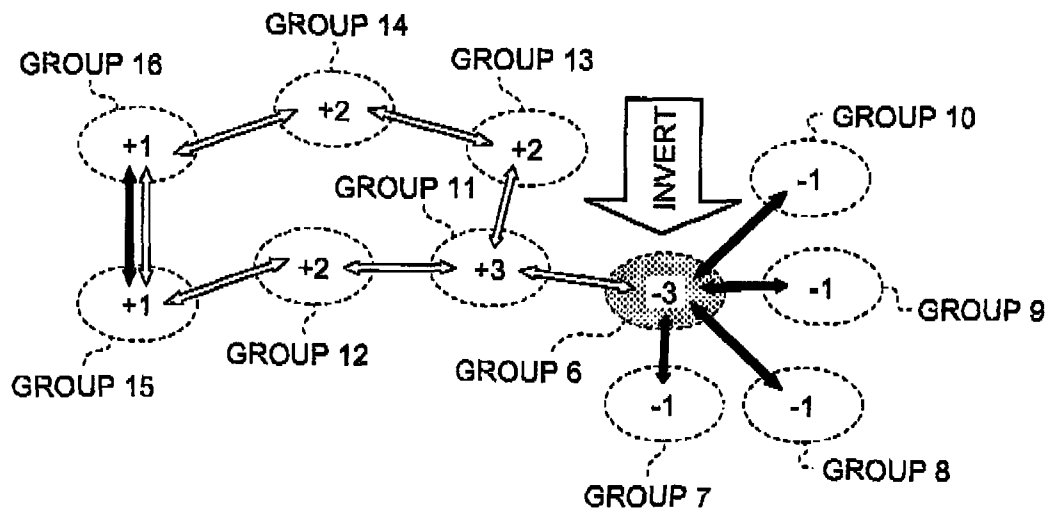 GROUP 14
GROUP 16
GROUP 13
+2
+1
+2
INVERT
GROUP 10
-1
GROUP 11
+3
+2
+1
-3
-1
GROUP 9
GROUP 12
GROUP 15
GROUP 6
-1
-1
GROUP 8
GROUP 7